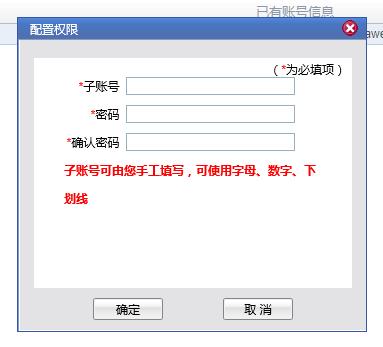 已有账号信息
配置权限
awe
（*为必填项）
*子账号
*密码
*确认密码
子账号可由您手工填写，可使用字母、数字、下
划线
确定
取 消